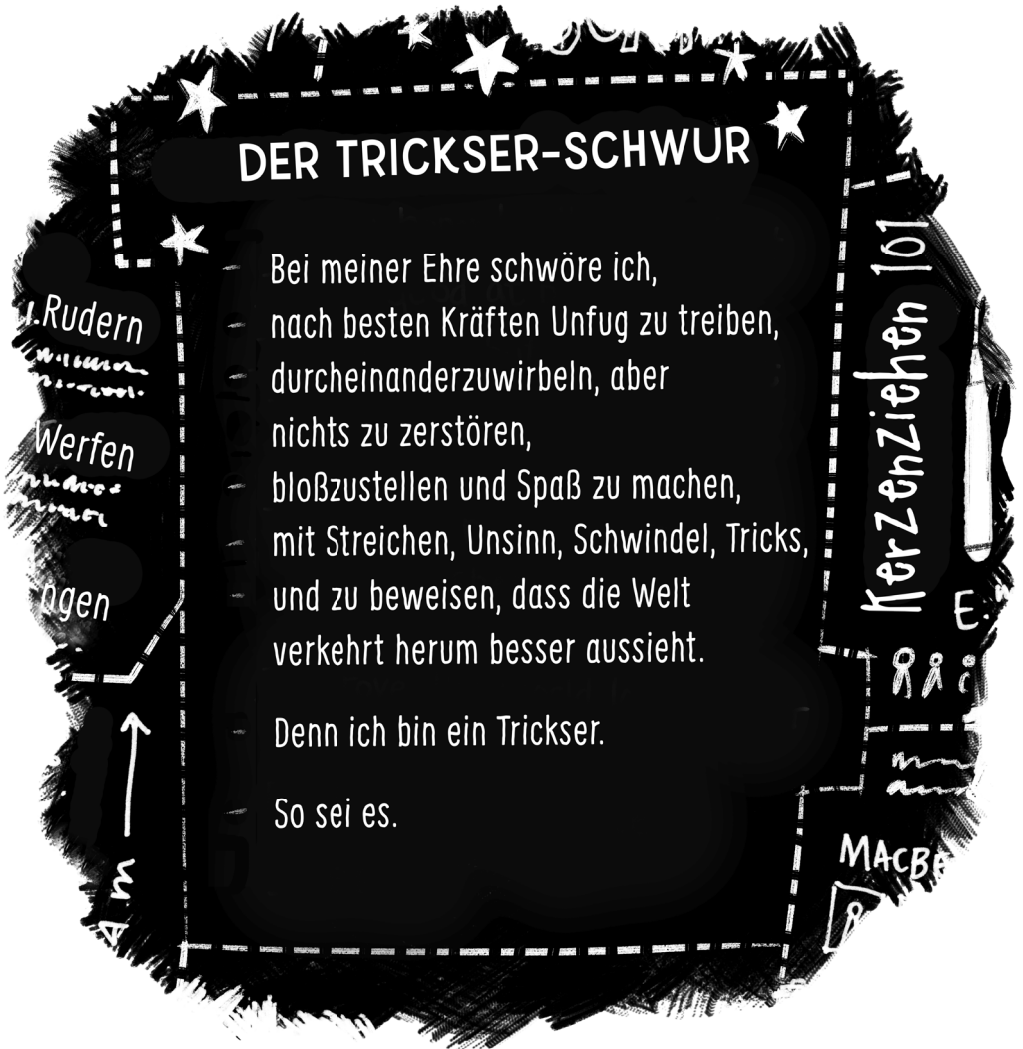 DER TRICKSER-SCHWUR
Bei meiner Ehre schwöre ich,
nach besten Kräften Unfug zu treiben,
durcheinanderzuwirbeln, aber
nichts zu zerstören,
bloßzustellen und Spaß zu machen,
mit Streichen, Unsinn, Schwindel, Tricks,
und zu beweisen, dass die Welt
verkehrt herum besser aussieht.
Denn ich bin ein Trickser.
So sei es.
Rudern
Werfen
ngen
Am
Kerzenziehen 101
E.
MACBE